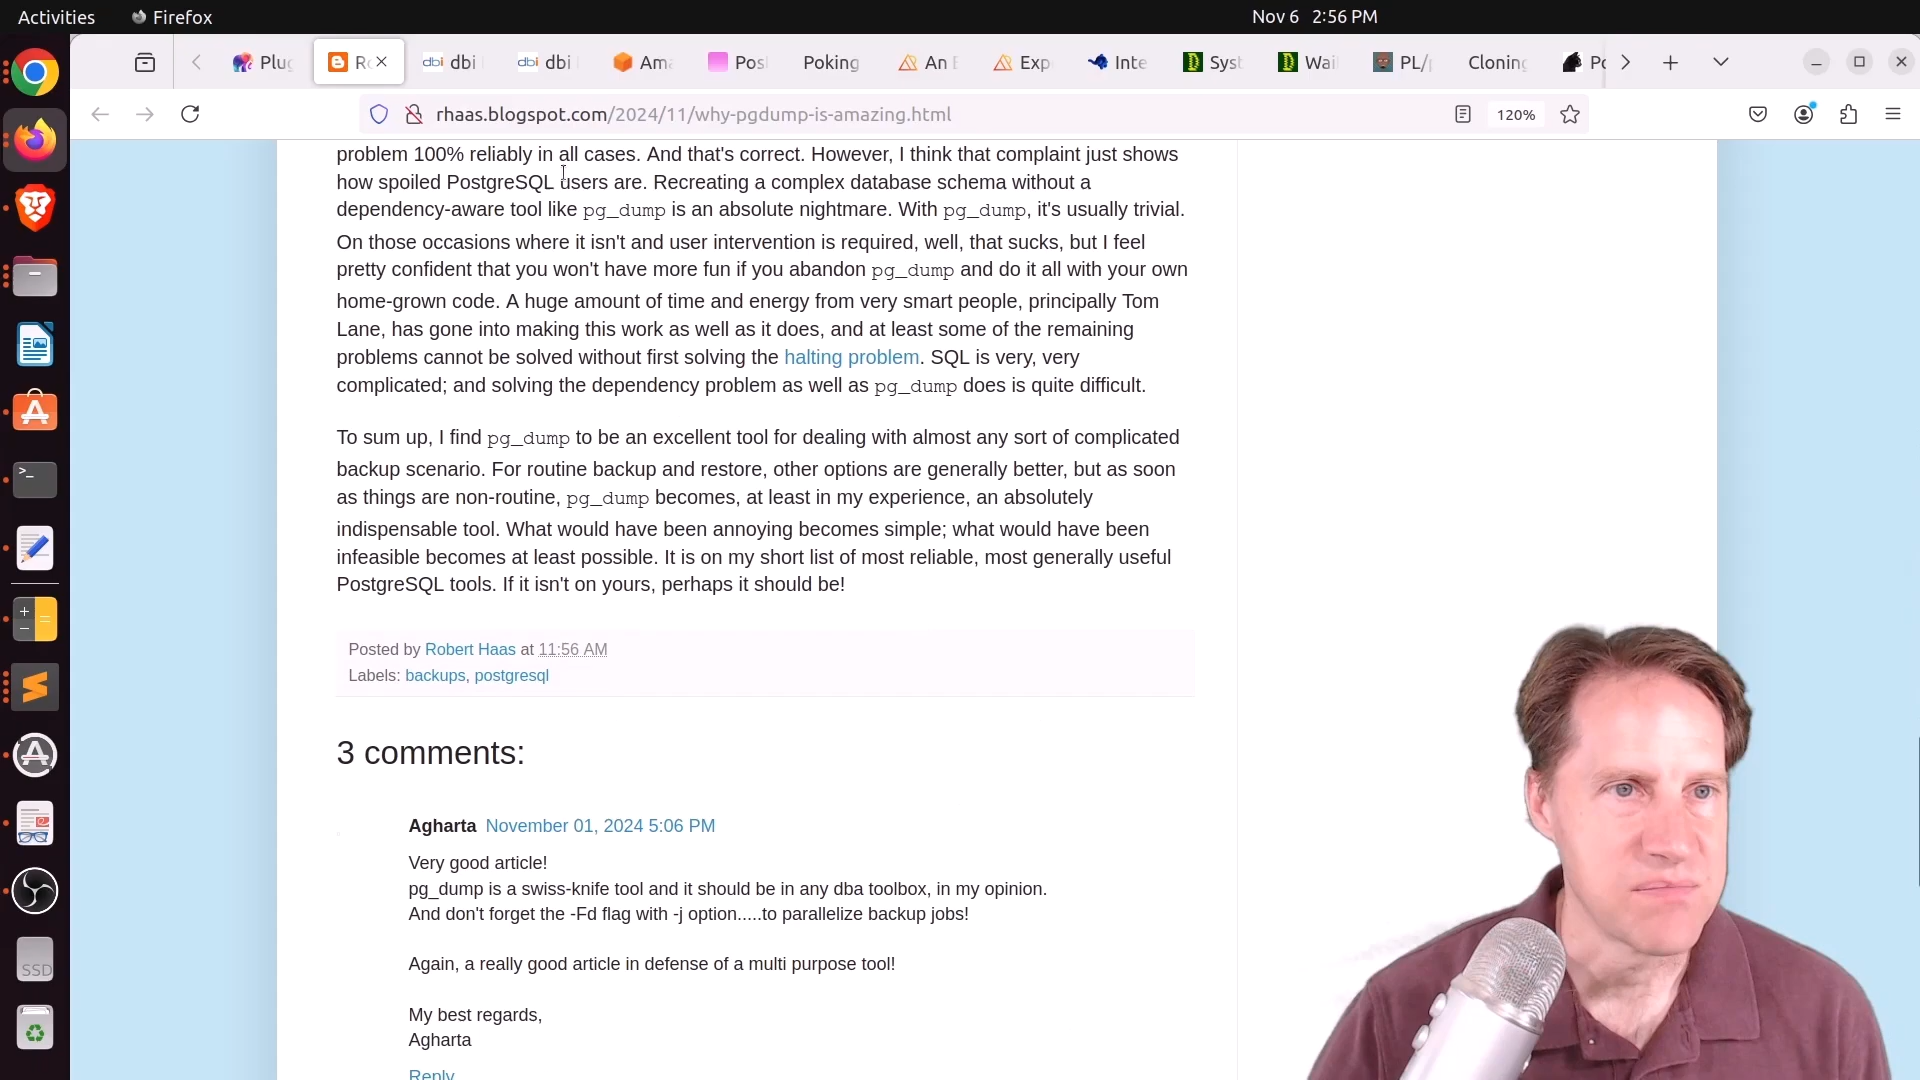 Activities Firefox Nov 6 2:56 PM
Plug R dbi dbi Ama Pos Poking An E Exp Inte Syst Wai PL/ Cloning Po
rhaas.blogspot.com/2024/11/why-pgdump-is-amazing.html 120%
problem 100% reliably in all cases. And that's correct. However, I think that complaint just shows
how spoiled PostgreSQL users are. Recreating a complex database schema without a
dependency-aware tool like pg_dump is an absolute nightmare. With pg_dump, it's usually trivial.
On those occasions where it isn't and user intervention is required, well, that sucks, but I feel
pretty confident that you won't have more fun if you abandon pg_dump and do it all with your own
home-grown code. A huge amount of time and energy from very smart people, principally Tom
Lane, has gone into making this work as well as it does, and at least some of the remaining
problems cannot be solved without first solving the halting problem. SQL is very, very
complicated; and solving the dependency problem as well as pg_dump does is quite difficult.
To sum up, I find pg_dump to be an excellent tool for dealing with almost any sort of complicated
backup scenario. For routine backup and restore, other options are generally better, but as soon
as things are non-routine, pg_dump becomes, at least in my experience, an absolutely
indispensable tool. What would have been annoying becomes simple; what would have been
infeasible becomes at least possible. It is on my short list of most reliable, most generally useful
PostgreSQL tools. If it isn't on yours, perhaps it should be!
Posted by Robert Haas at 11:56 AM
Labels: backups, postgresql
3 comments:
Agharta November 01, 2024 5:06 PM
Very good article!
pg_dump is a swiss-knife tool and it should be in any dba toolbox, in my opinion.
And don't forget the -Fd flag with -j option.....to parallelize backup jobs!
Again, a really good article in defense of a multi purpose tool!
My best regards,
Agharta
Reply
SSD